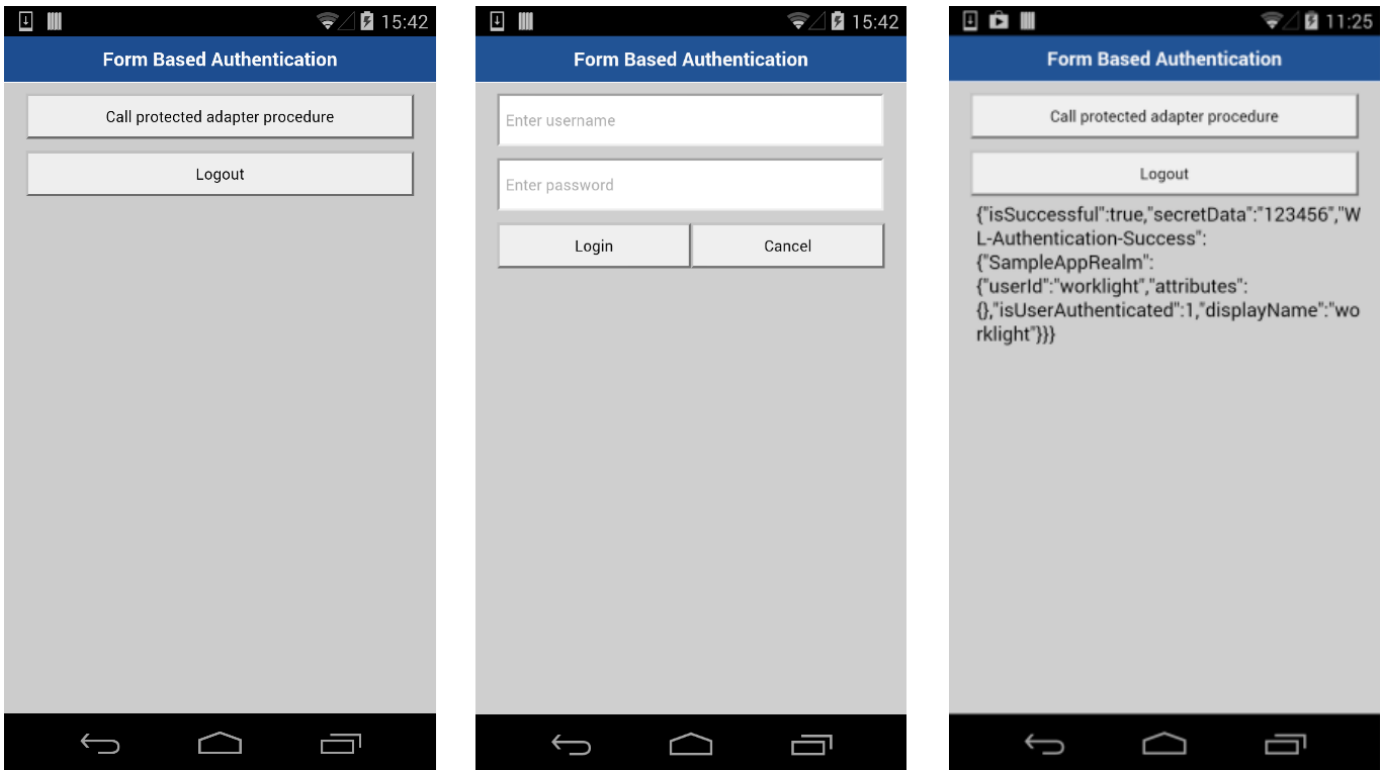 15:42
Form Based Authentication
Call protected adapter procedure
Logout
15:42
Form Based Authentication
Enter username
Enter password
Login
Cancel
11:25
Form Based Authentication
Call protected adapter procedure
Logout
{"isSuccessful":true,"secretData":"123456","W
L-Authentication-Success":
{"SampleAppRealm":
{"userId":"worklight","attributes":
{},"isUserAuthenticated":1,"displayName":"wo
rklight"}}}